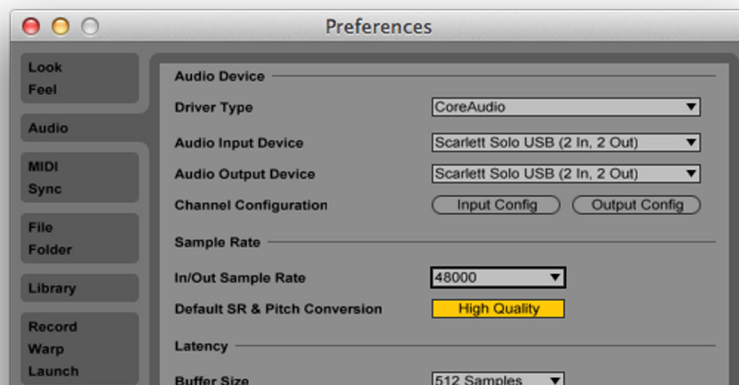 Preferences
Look
Feel
Audio
MIDI
Sync
File
Folder
Library
Record
Warp
Launch
Audio Device
Driver Type CoreAudio
Audio Input Device Scarlett Solo USB (2 In, 2 Out)
Audio Output Device Scarlett Solo USB (2 In, 2 Out)
Channel Configuration Input Config Output Config
Sample Rate
In/Out Sample Rate 48000
Default SR & Pitch Conversion High Quality
Latency
Buffer Size 512 Samples